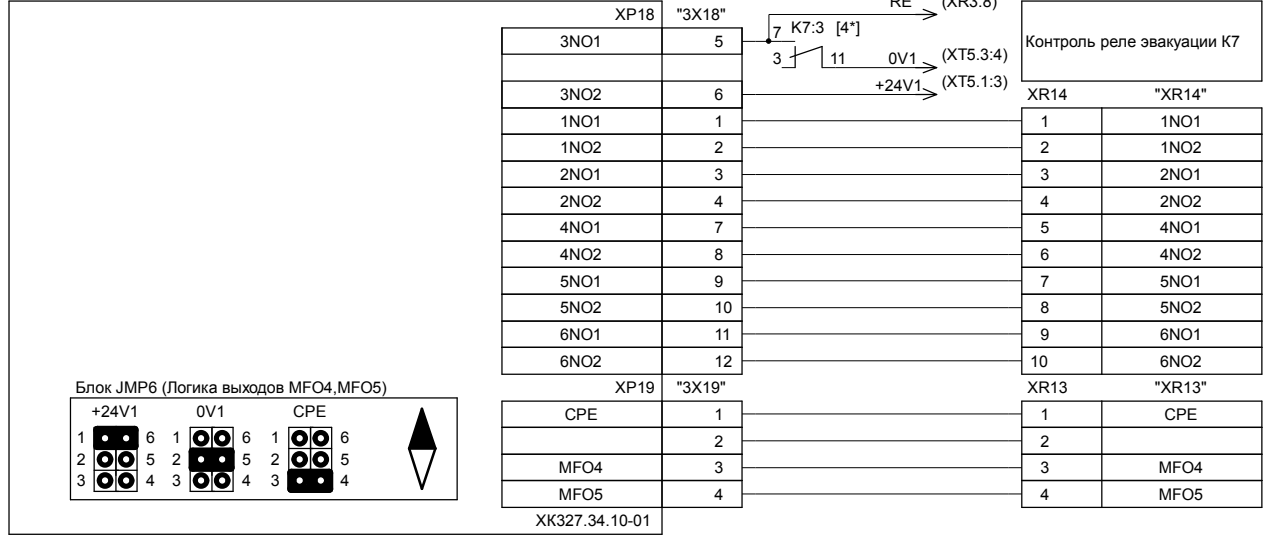 RE (XR3:8)
XP18 "3X18"
3NO1 5 7 K7:3 [4*] Контроль реле эвакуации К7
3 11 0V1 (XT5.3:4)
3NO2 6 +24V1 (XT5.1:3) XR14 "XR14"
1NO1 1 1 1NO1
1NO2 2 2 1NO2
2NO1 3 3 2NO1
2NO2 4 4 2NO2
4NO1 7 5 4NO1
4NO2 8 6 4NO2
5NO1 9 7 5NO1
5NO2 10 8 5NO2
6NO1 11 9 6NO1
6NO2 12 10 6NO2
Блок JMP6 (Логика выходов MFO4,MFO5) XP19 "3X19" XR13 "XR13"
+24V1 0V1 CPE CPE 1 1 CPE
1 6 1 6 1 6 2 2
2 5 2 5 2 5 MFO4 3 3 MFO4
3 4 3 4 3 4 MFO5 4 4 MFO5
ХК327.34.10-01